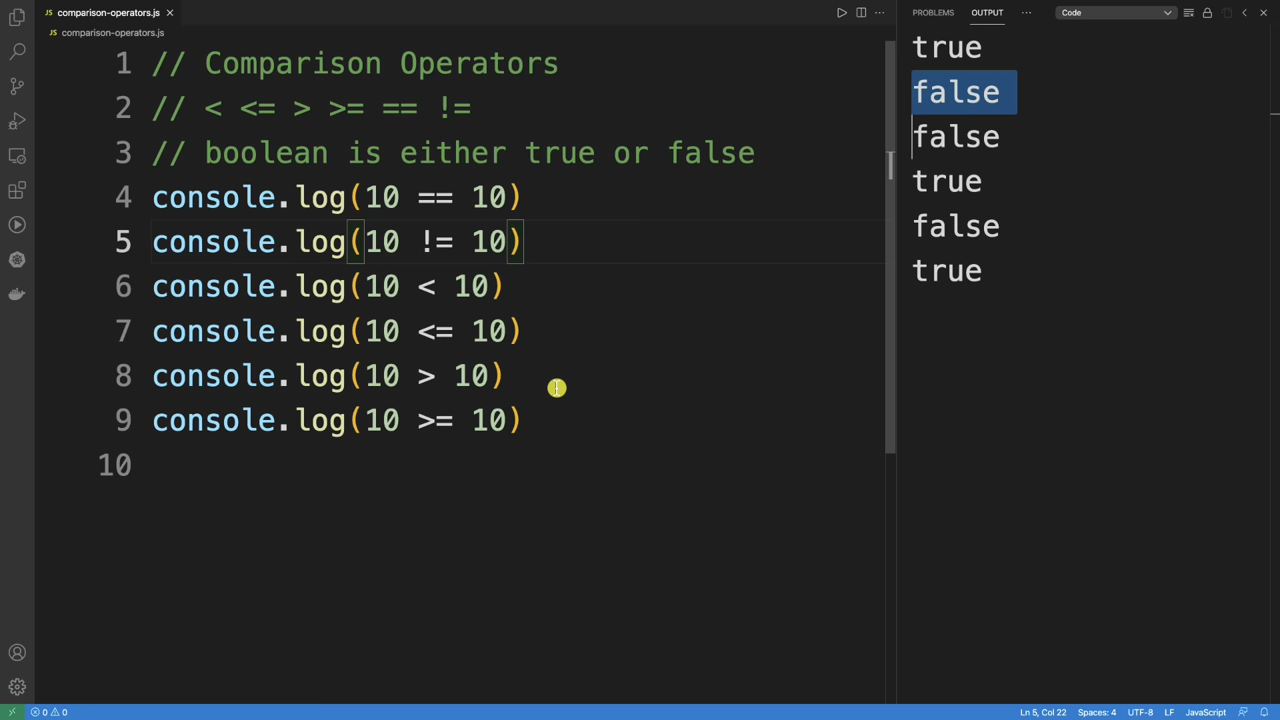 comparison-operators.js
PROBLEMS OUTPUT Code
comparison-operators.js
1 // Comparison Operators
2 // < <= > >= == !=
3 // boolean is either true or false
4 console.log(10 == 10)
5 console.log(10 != 10)
6 console.log(10 < 10)
7 console.log(10 <= 10)
8 console.log(10 > 10)
9 console.log(10 >= 10)
10
true
false
false
true
false
true
0 0 Ln 5, Col 22 Spaces: 4 UTF-8 LF JavaScript